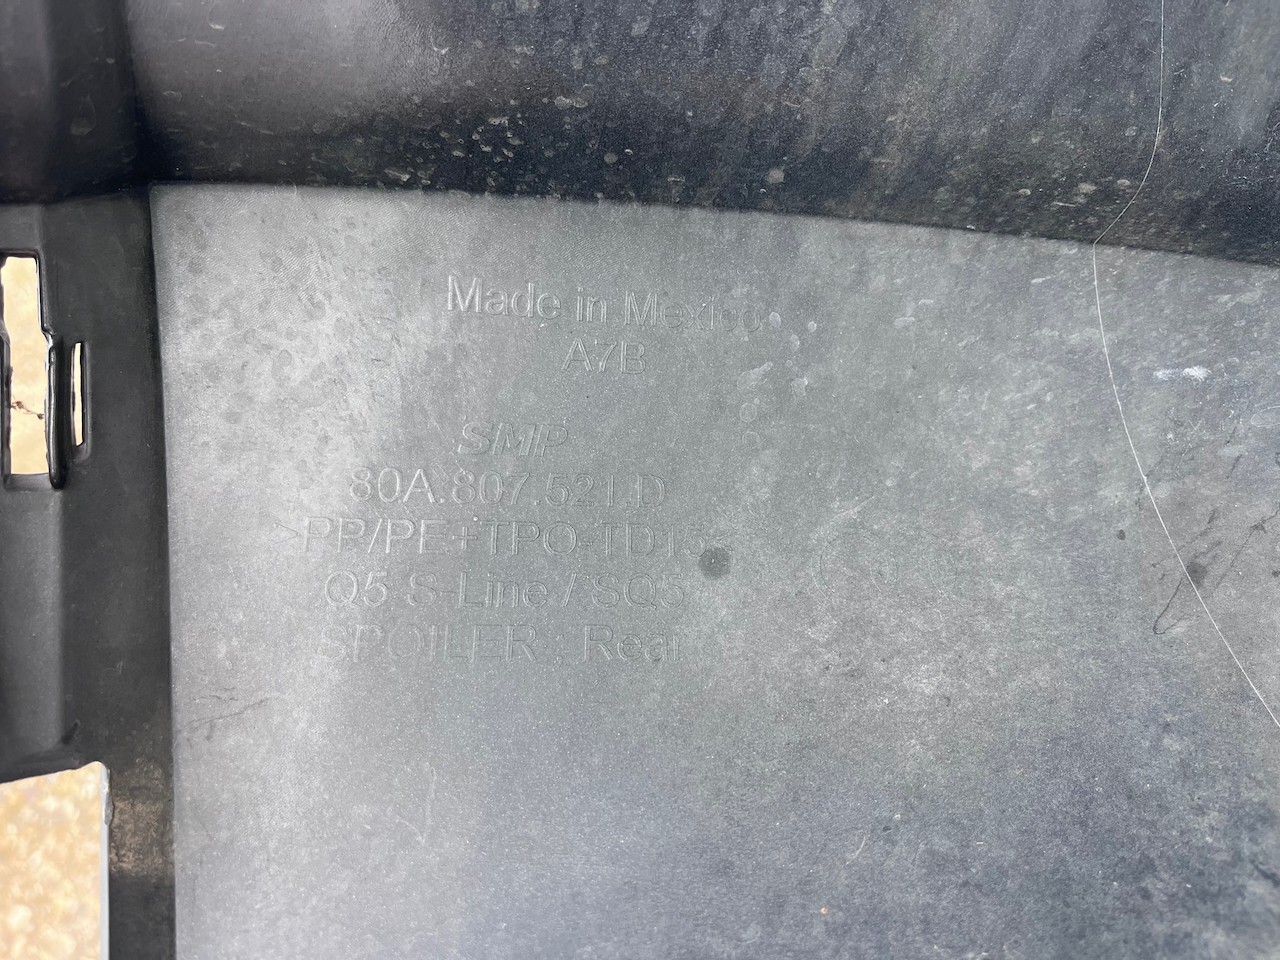 Made in Mexico
A7B
SMP
80A.807.521.D
>PP/PE+TPO-TD15
Q5 S-Line / SQ5
SPOILER : Rear